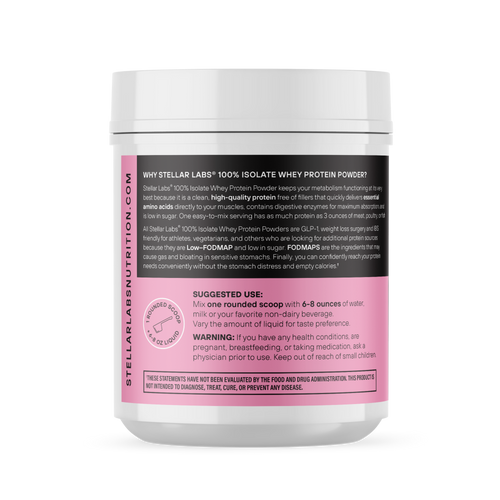 STELLARLABSNUTRITION.COM
WHY STELLAR LABS® 100% ISOLATE WHEY PROTEIN POWDER?
Stellar Labs® 100% Isolate Whey Protein Powder keeps your metabolism functioning at its very
best because it is a clean, high-quality protein free of fillers that quickly delivers essential
amino acids directly to your muscles, contains digestive enzymes for maximum absorption and
is low in sugar. One easy-to-mix serving has as much protein as 3 ounces of meat, poultry, or fish†
All Stellar Labs® 100% Isolate Whey Protein Powders are GLP-1, weight loss surgery and IBS
friendly for athletes, vegetarians, and others who are looking for additional protein sources
because they are Low-FODMAP and low in sugar. FODMAPS are the ingredients that may
cause gas and bloating in sensitive stomachs. Finally, you can confidently reach your protein
needs conveniently without the stomach distress and empty calories.†
1 ROUNDED SCOOP
+ 6-8 OZ LIQUID
SUGGESTED USE:
Mix one rounded scoop with 6-8 ounces of water,
milk or your favorite non-dairy beverage.
Vary the amount of liquid for taste preference.
WARNING: If you have any health conditions, are
pregnant, breastfeeding, or taking medication, ask a
physician prior to use. Keep out of reach of small children.
†THESE STATEMENTS HAVE NOT BEEN EVALUATED BY THE FOOD AND DRUG ADMINISTRATION. THIS PRODUCT IS
NOT INTENDED TO DIAGNOSE, TREAT, CURE, OR PREVENT ANY DISEASE.